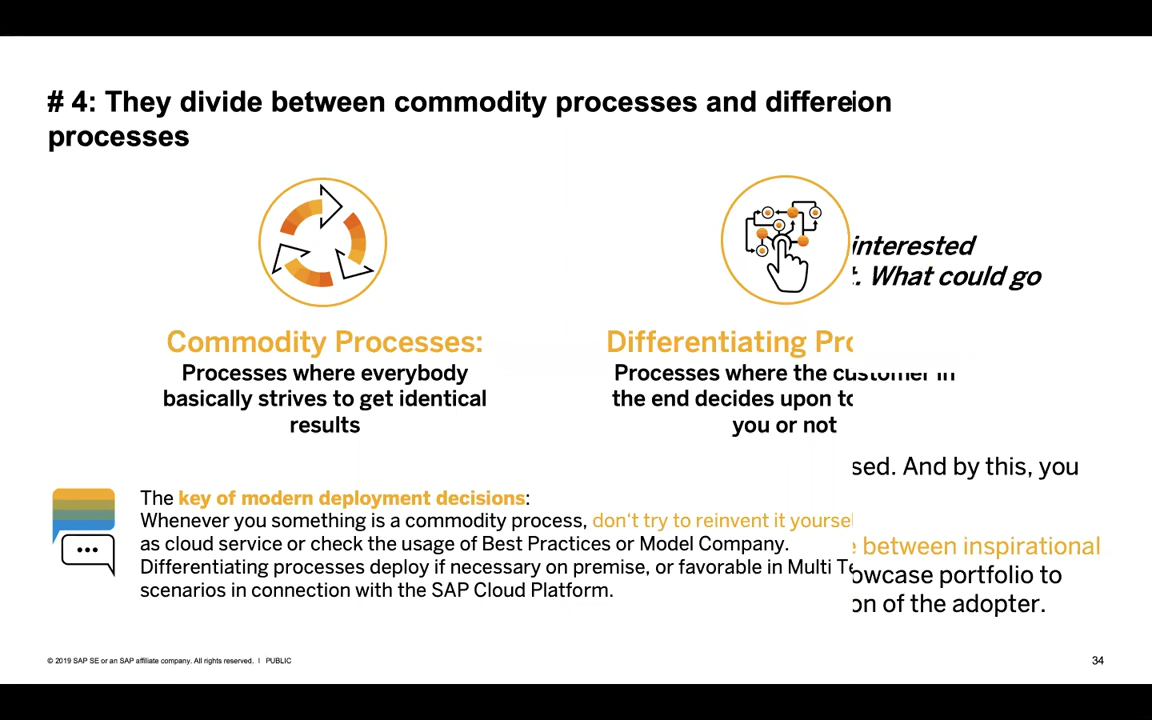 # 4: They divide between commodity processes and differeion
processes
interested
. What could go
Commodity Processes:
Differentiating Pro
Processes where everybody
basically strives to get identical
results
Processes where the customer in
the end decides upon to
you or not
sed. And by this, you
The key of modern deployment decisions:
Whenever you something is a commodity process, don't try to reinvent it yoursel
as cloud service or check the usage of Best Practices or Model Company.
Differentiating processes deploy if necessary on premise, or favorable in Multi Te
scenarios in connection with the SAP Cloud Platform.
between inspirational
owcase portfolio to
on of the adopter.
© 2019 SAP SE or an SAP affiliate company. All rights reserved. I PUBLIC
34